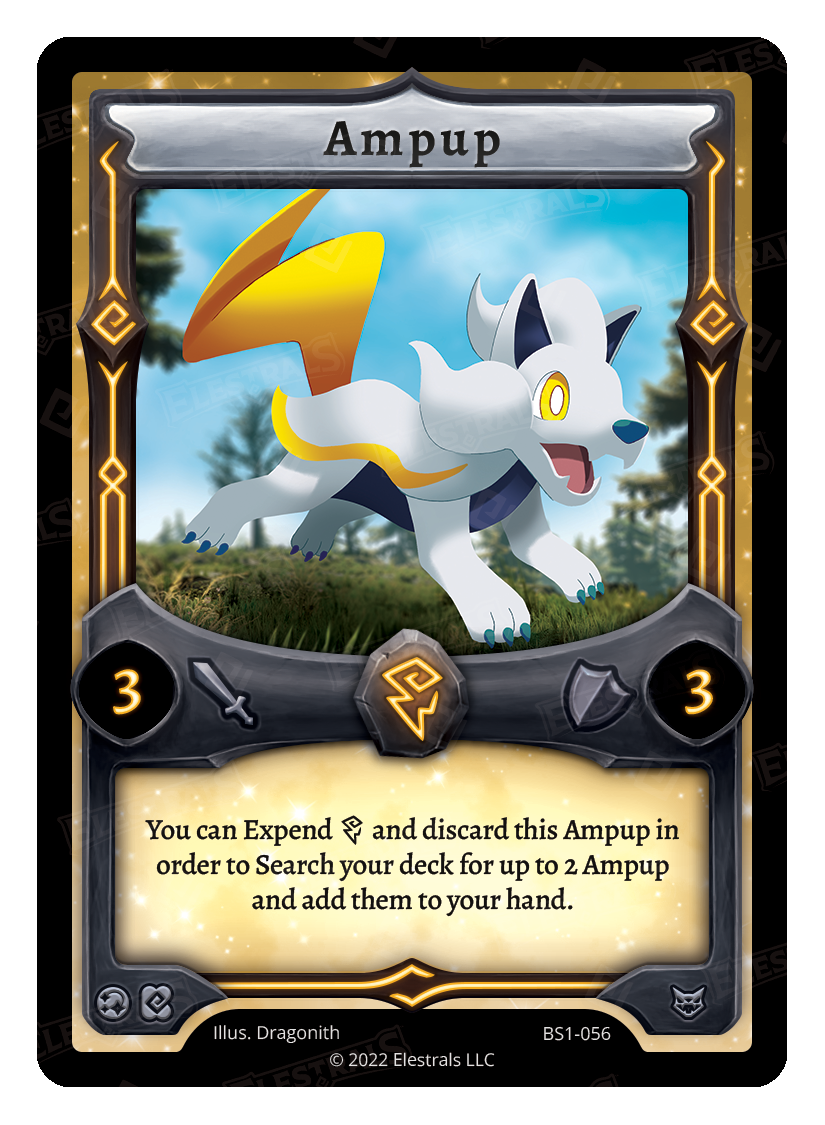 Ampup
3
3
You can Expend and discard this Ampup in
order to Search your deck for up to 2 Ampup
and add them to your hand.
Illus. Dragonith
BS1-056
© 2022 Elestrals LLC
ELESTRALS